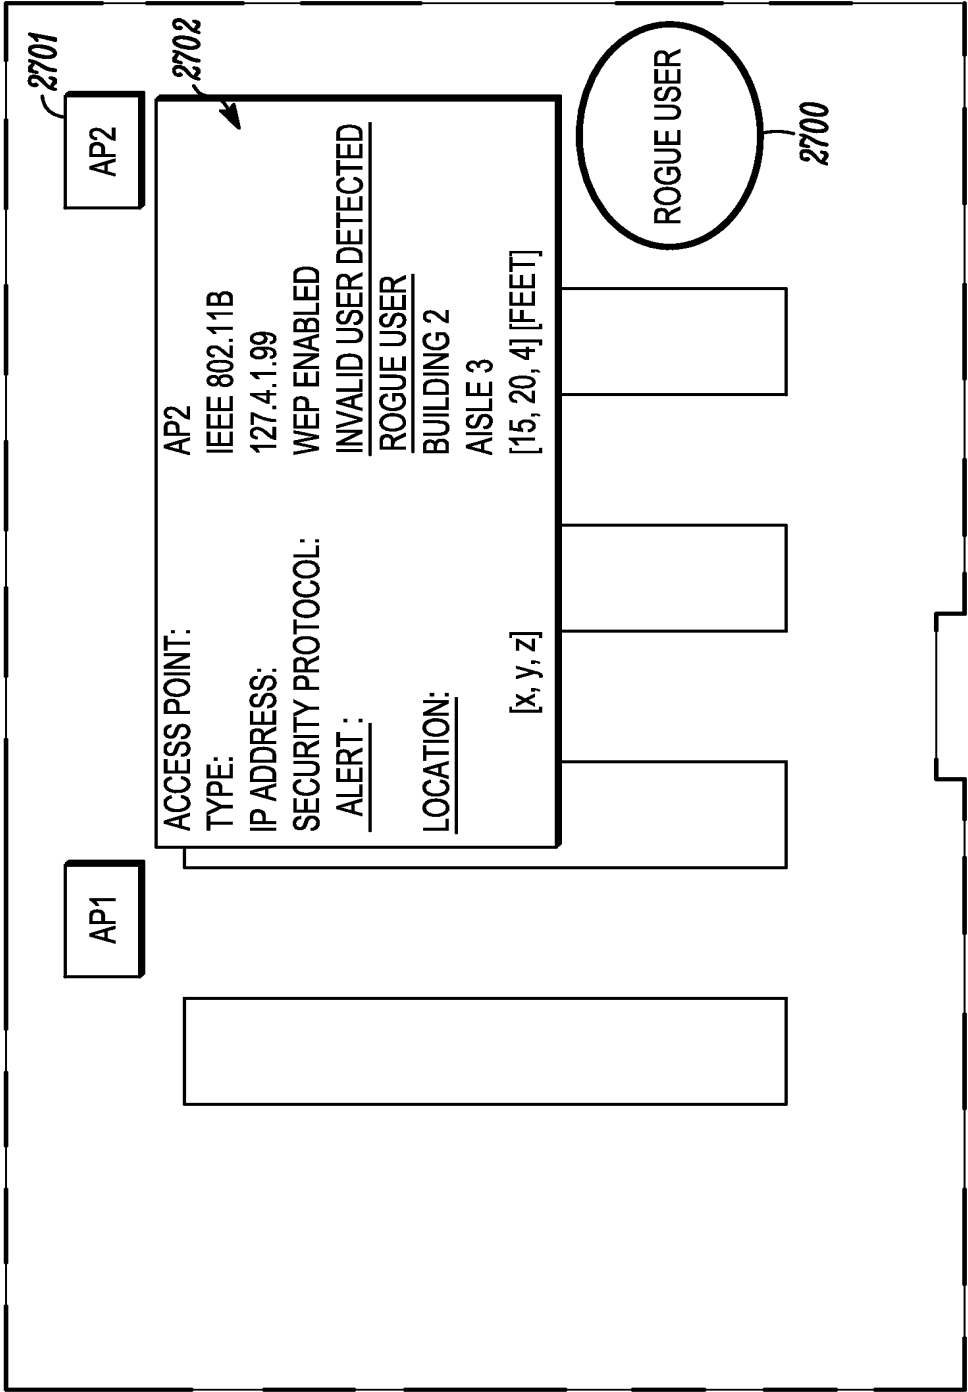 AP1
AP2
2701
2702
ACCESS POINT: AP2
TYPE: IEEE 802.11B
IP ADDRESS: 127.4.1.99
SECURITY PROTOCOL: WEP ENABLED
ALERT : INVALID USER DETECTED
ROGUE USER
LOCATION: BUILDING 2
AISLE 3
[x, y, z] [15, 20, 4] [FEET]
ROGUE USER
2700